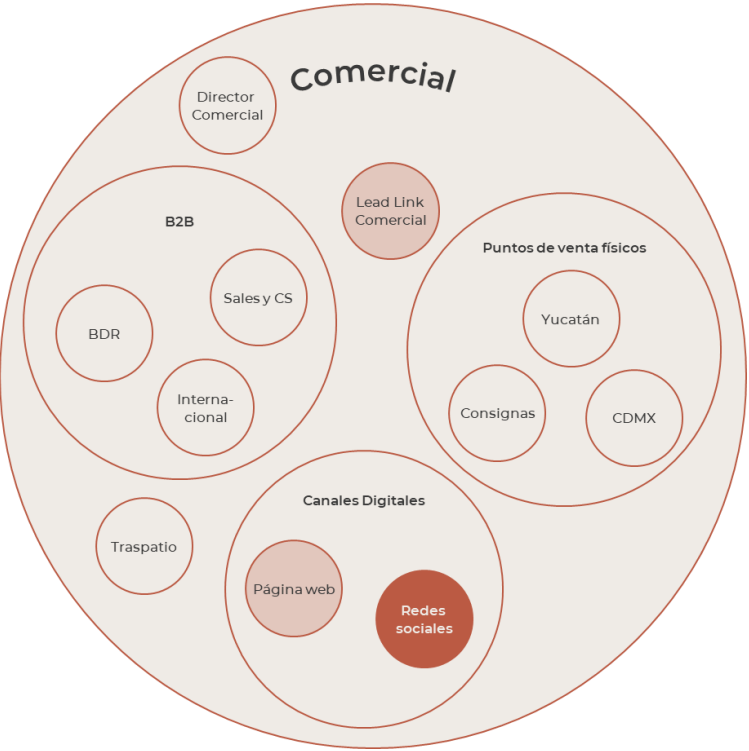 Comercial
Director
Comercial
Lead Link
Comercial
B2B
Sales y CS
BDR
Interna-
cional
Puntos de venta físicos
Yucatán
Consignas
CDMX
Traspatio
Canales Digitales
Página web
Redes
sociales